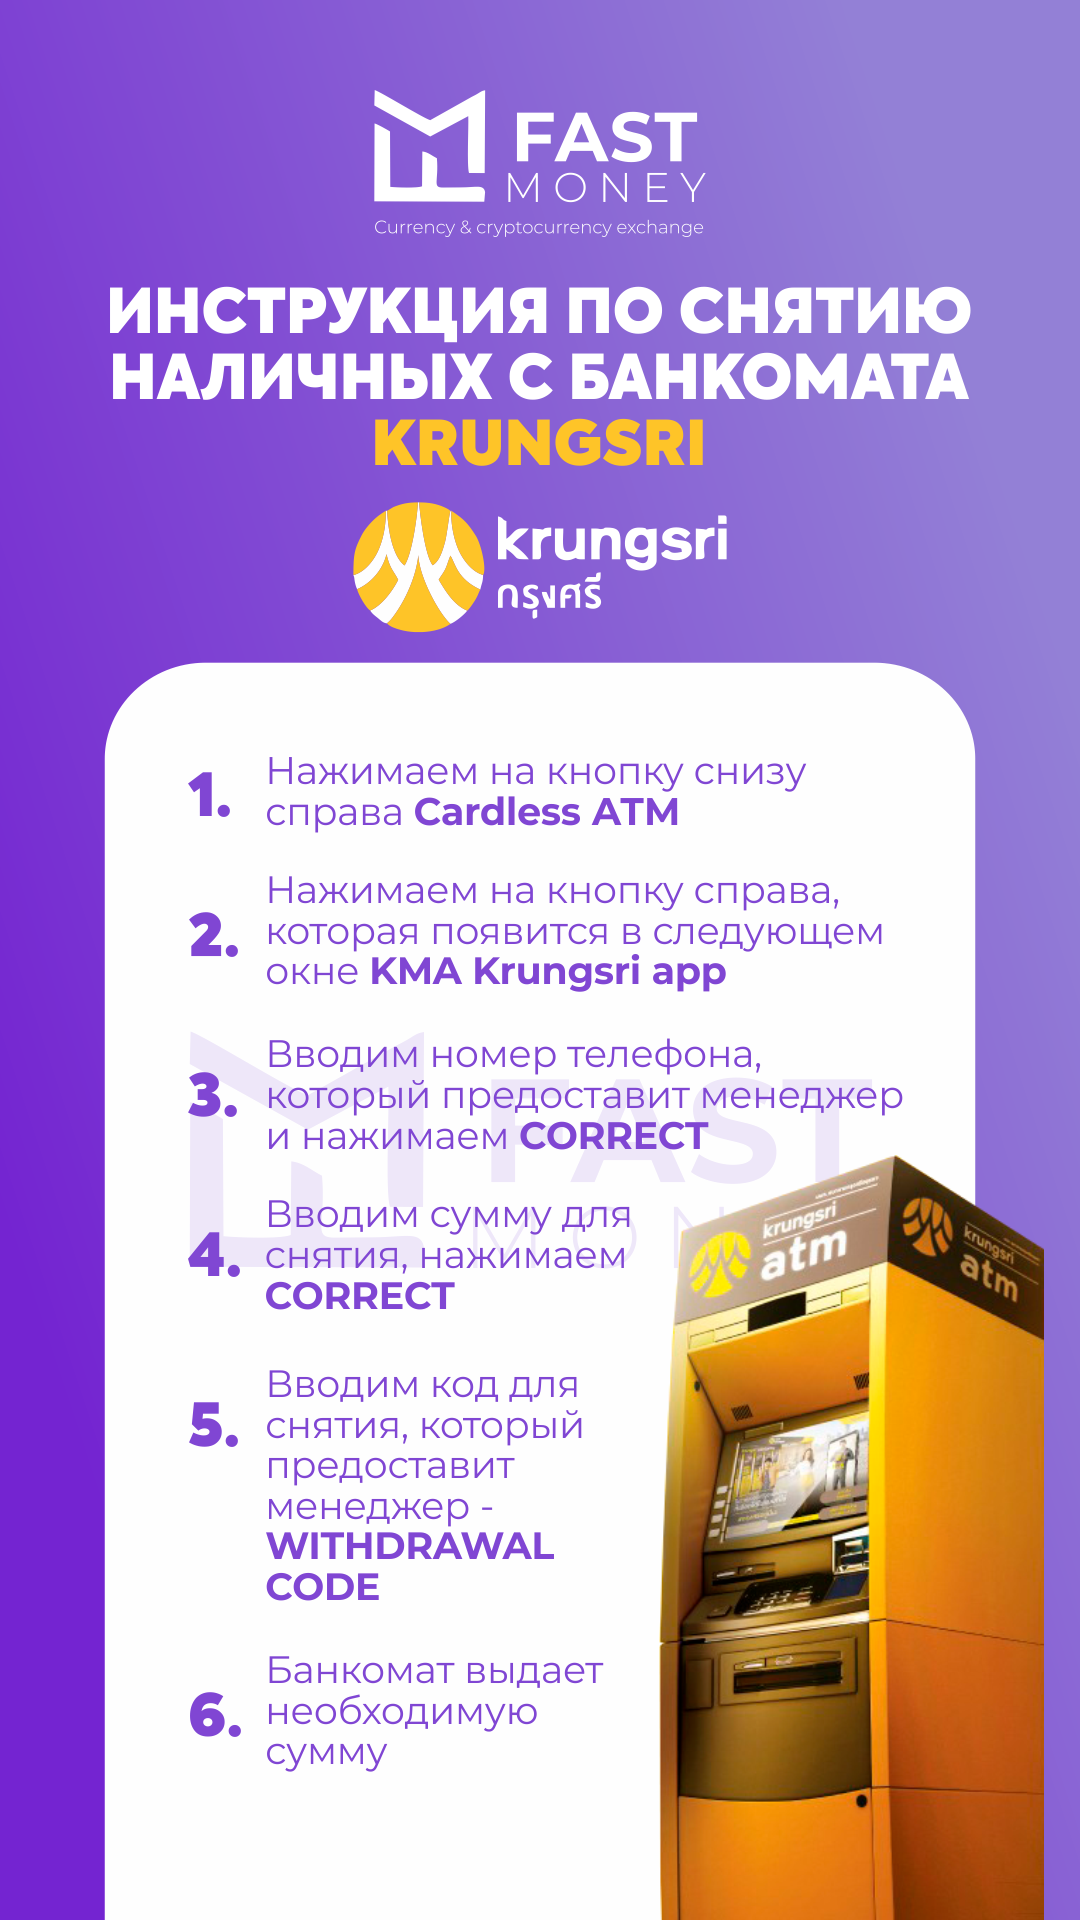 FAST
MONEY
Currency & cryptocurrency exchange
ИНСТРУКЦИЯ ПО СНЯТИЮ
НАЛИЧНЫХ С БАНКОМАТА
KRUNGSRI
krungsri
กรุงศรี
1.
Нажимаем на кнопку снизу
справа Cardless ATM
2.
Нажимаем на кнопку справа,
которая появится в следующем
окне KMA Krungsri app
3.
Вводим номер телефона,
который предоставит менеджер
и нажимаем CORRECT
FAST
4.
Вводим сумму для
снятия, нажимаем
CORRECT
5.
Вводим код для
снятия, который
предоставит
менеджер -
WITHDRAWAL
CODE
6.
Банкомат выдает
необходимую
сумму
krungsri
atm
krungsri
atm